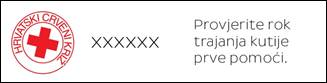 HRVATSKI CRVENI KRIŽ
XXXXXX
Provjerite rok
trajanja kutije
prve pomoći.